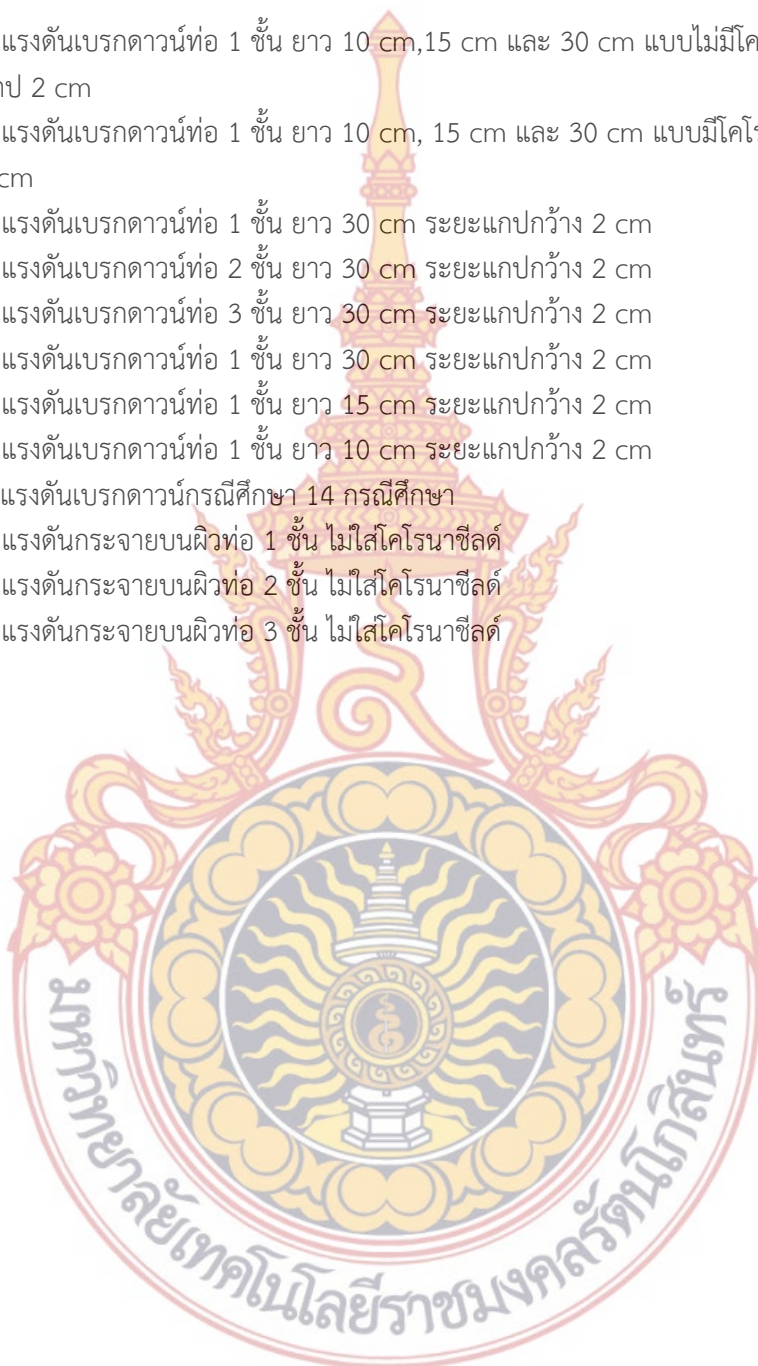 แรงดันเบรกดาวน์ท่อ 1 ชั้น ยาว 10 cm,15 cm และ 30 cm แบบไม่มีโค
2 cm
แรงดันเบรกดาวน์ท่อ 1 ชั้น ยาว 10 cm, 15 cm และ 30 cm แบบมีโคโร
cm
แรงดันเบรกดาวน์ท่อ 1 ชั้น ยาว 30 cm ระยะแกปกว้าง 2 cm
แรงดันเบรกดาวน์ท่อ 2 ชั้น ยาว 30 cm ระยะแกปกว้าง 2 cm
แรงดันเบรกดาวน์ท่อ 3 ชั้น ยาว 30 cm ระยะแกปกว้าง 2 cm
แรงดันเบรกดาวน์ท่อ 1 ชั้น ยาว 30 cm ระยะแกปกว้าง 2 cm
แรงดันเบรกดาวน์ท่อ 1 ชั้น ยาว 15 cm ระยะแกปกว้าง 2 cm
แรงดันเบรกดาวน์ท่อ 1 ชั้น ยาว 10 cm ระยะแกปกว้าง 2 cm
แรงดันเบรกดาวน์กรณีศึกษา 14 กรณีศึกษา
แรงดันกระจายบนผิวท่อ 1 ชั้น ไม่ใส่โคโรนาชีลด์
แรงดันกระจายบนผิวท่อ 2 ชั้น ไม่ใส่โคโรนาชีลด์
แรงดันกระจายบนผิวท่อ 3 ชั้น ไม่ใส่โคโรนาชีลด์
มหาวิทยาลัยเทคโนโลยีราชมงคลรัตนโกสินทร์